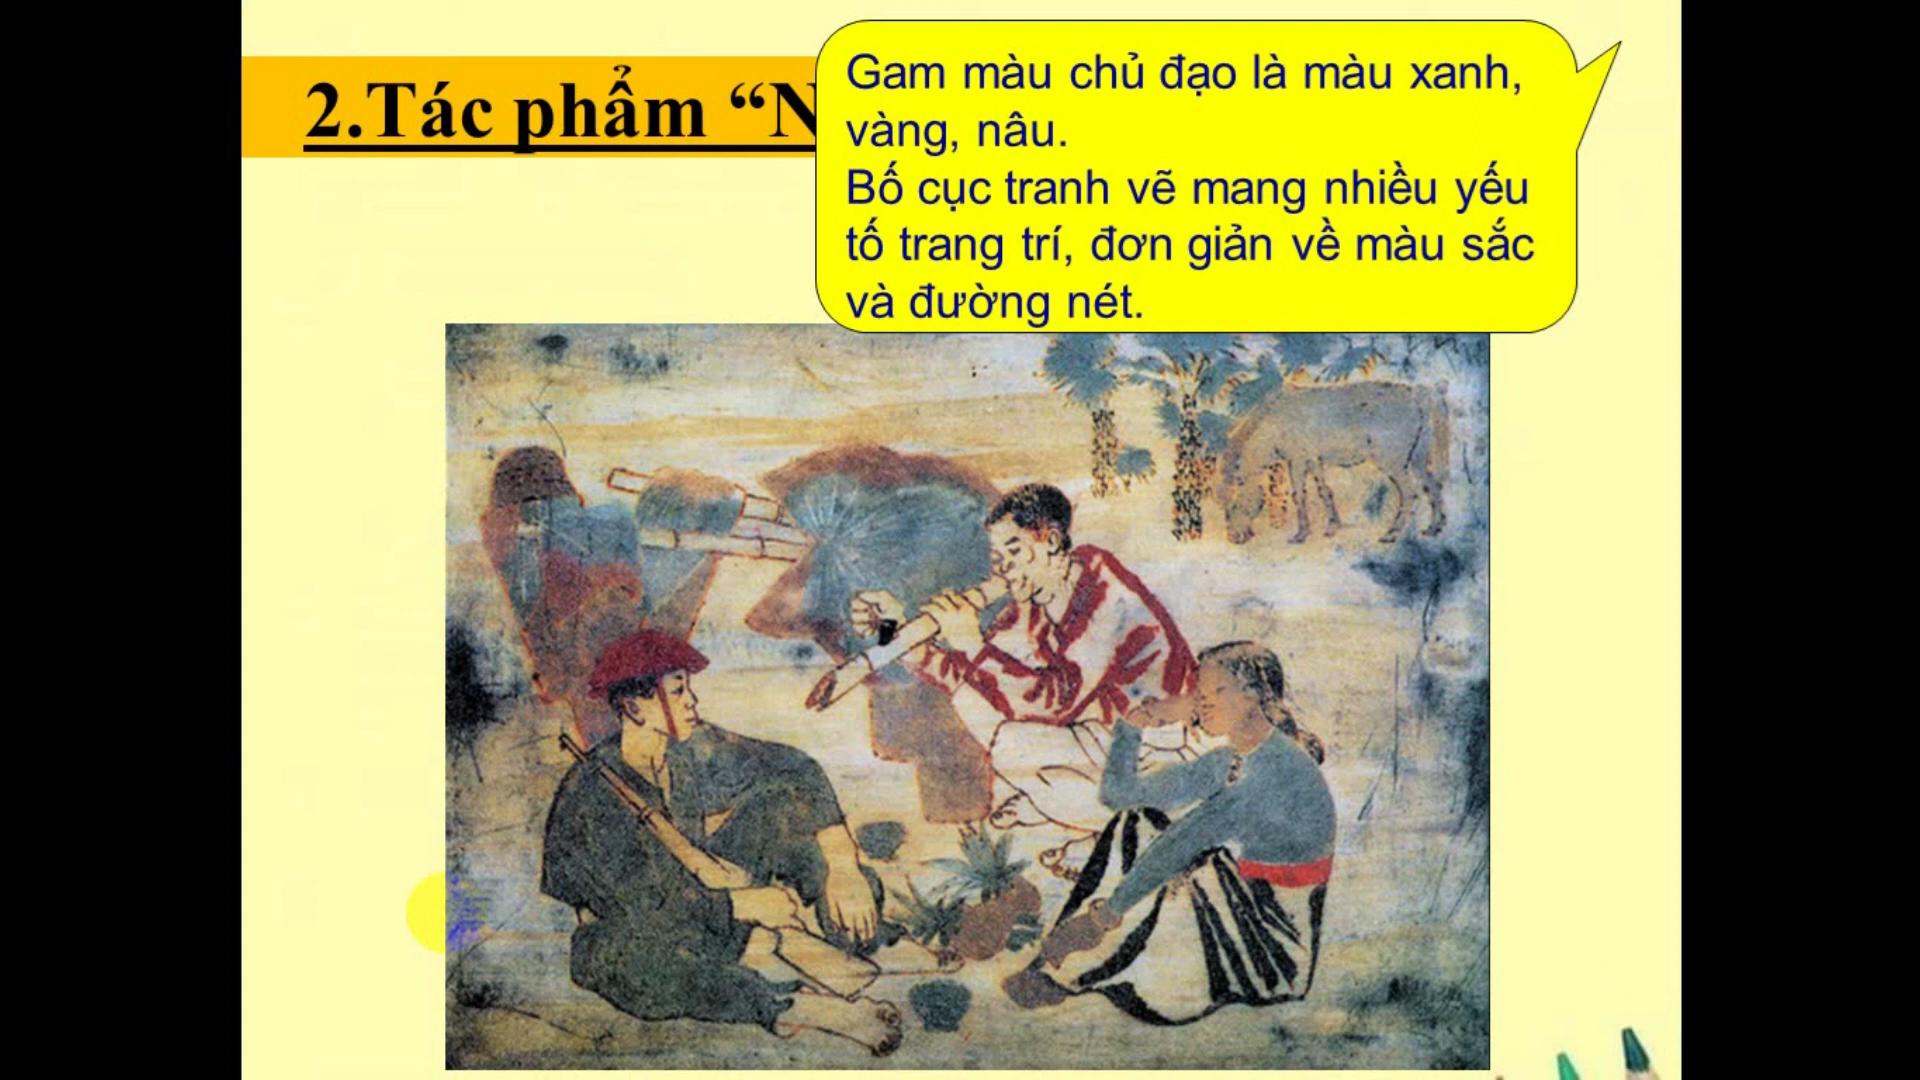 2.Tác phẩm “N
Gam màu chủ đạo là màu xanh,
vàng, nâu.
Bố cục tranh vẽ mang nhiều yếu
tố trang trí, đơn giản về màu sắc
và đường nét.